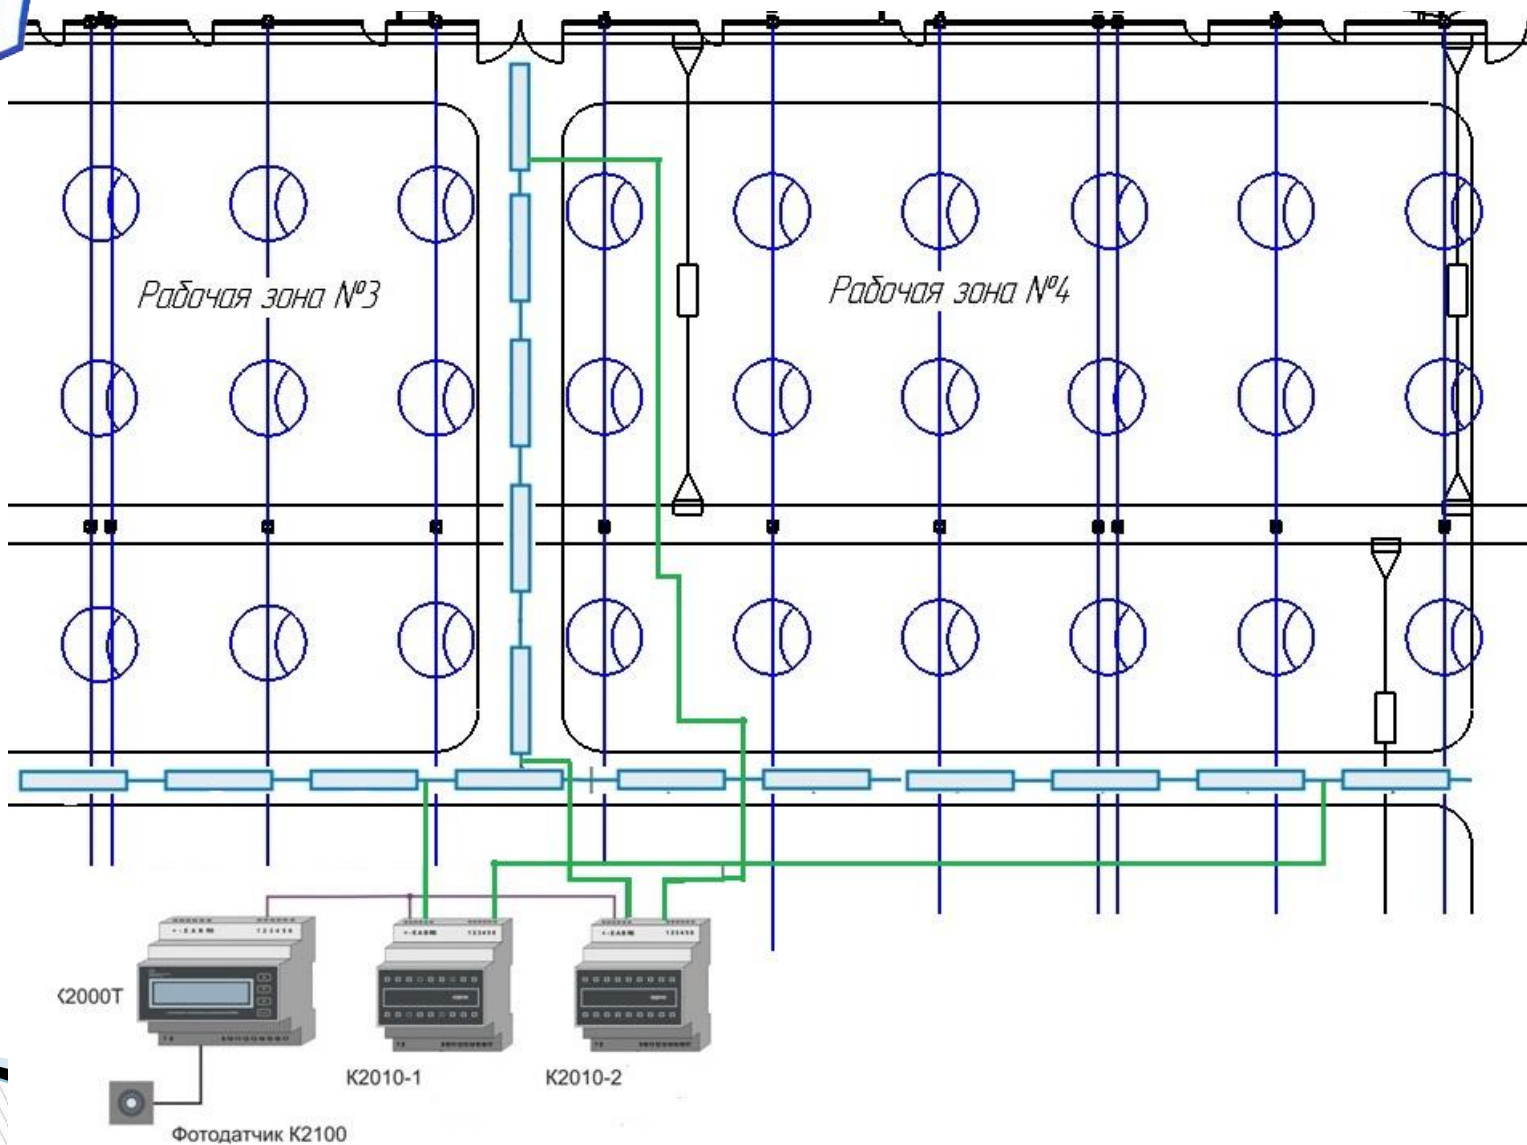 Рабочая зона №3
Рабочая зона №4
К2000Т
К2010-1
К2010-2
Фотодатчик К2100